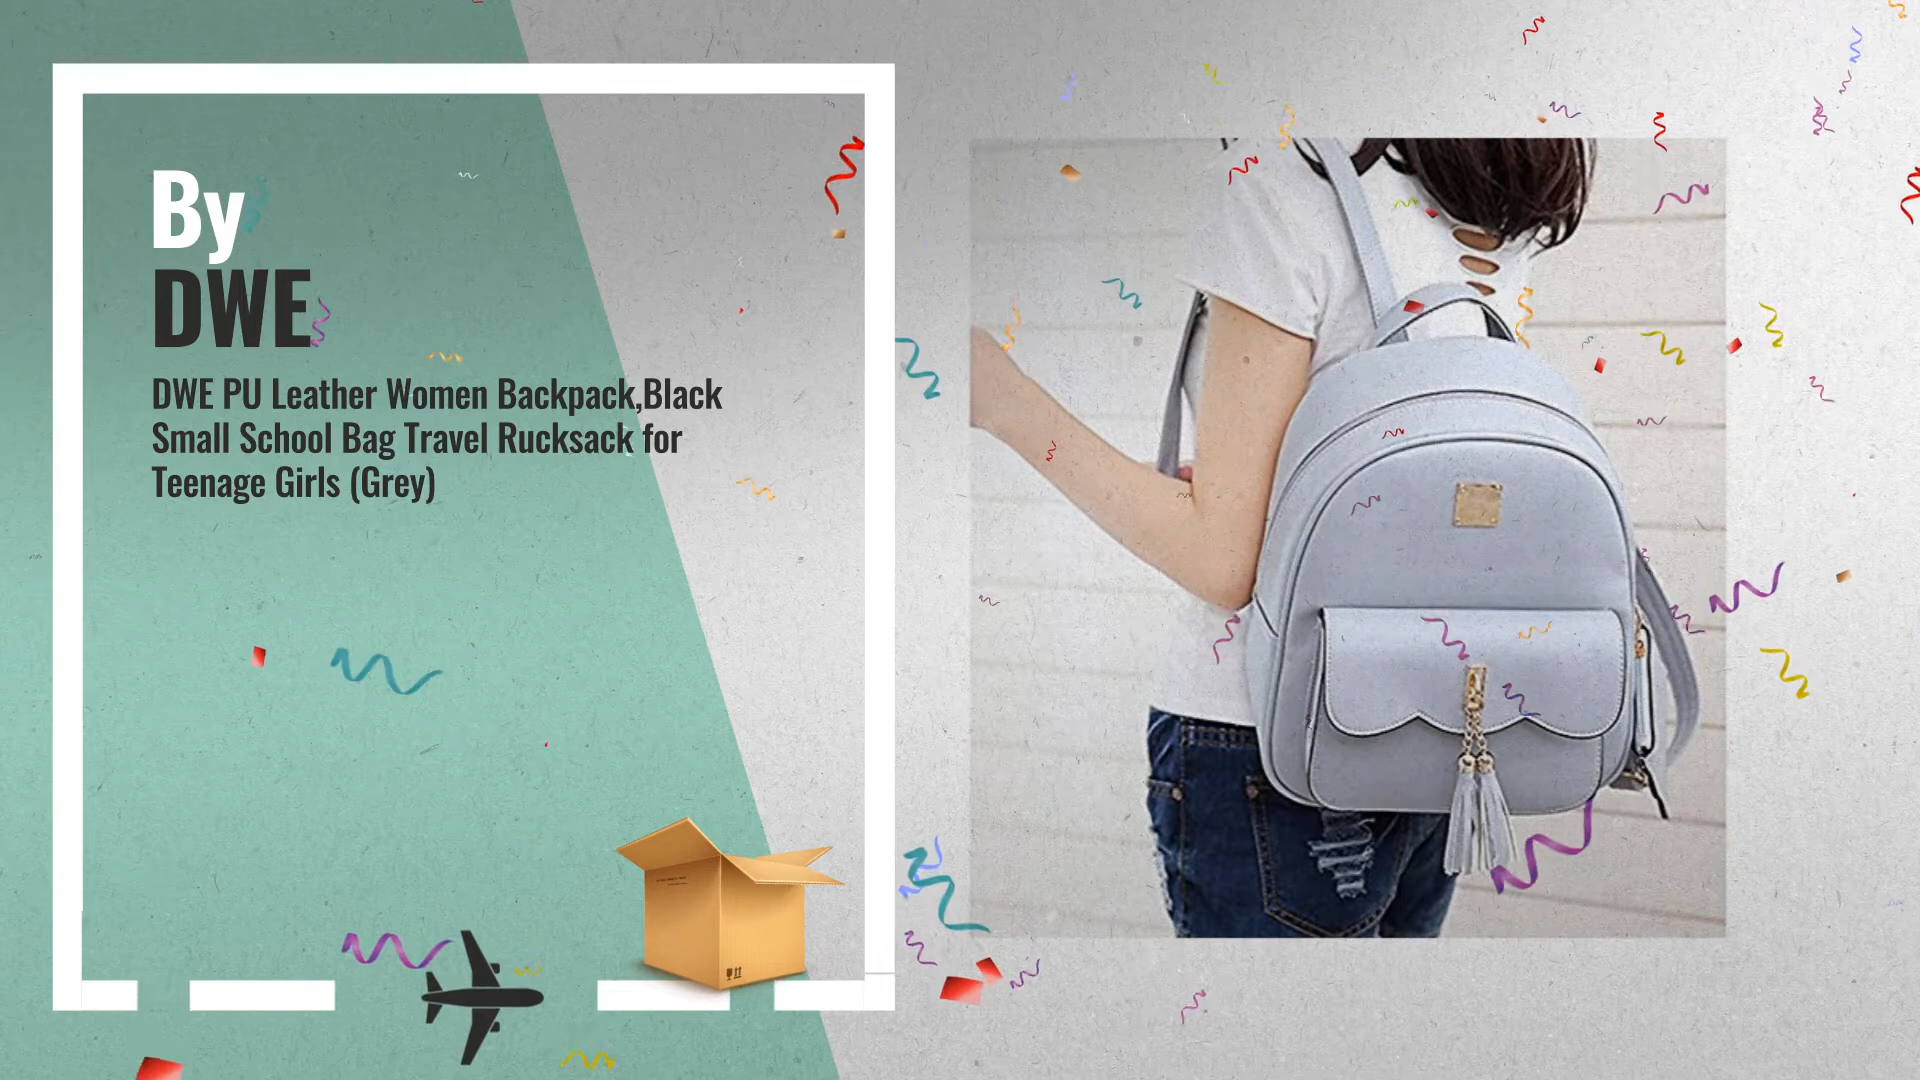 By
DWE
DWE PU Leather Women Backpack,Black
Small School Bag Travel Rucksack for
Teenage Girls (Grey)